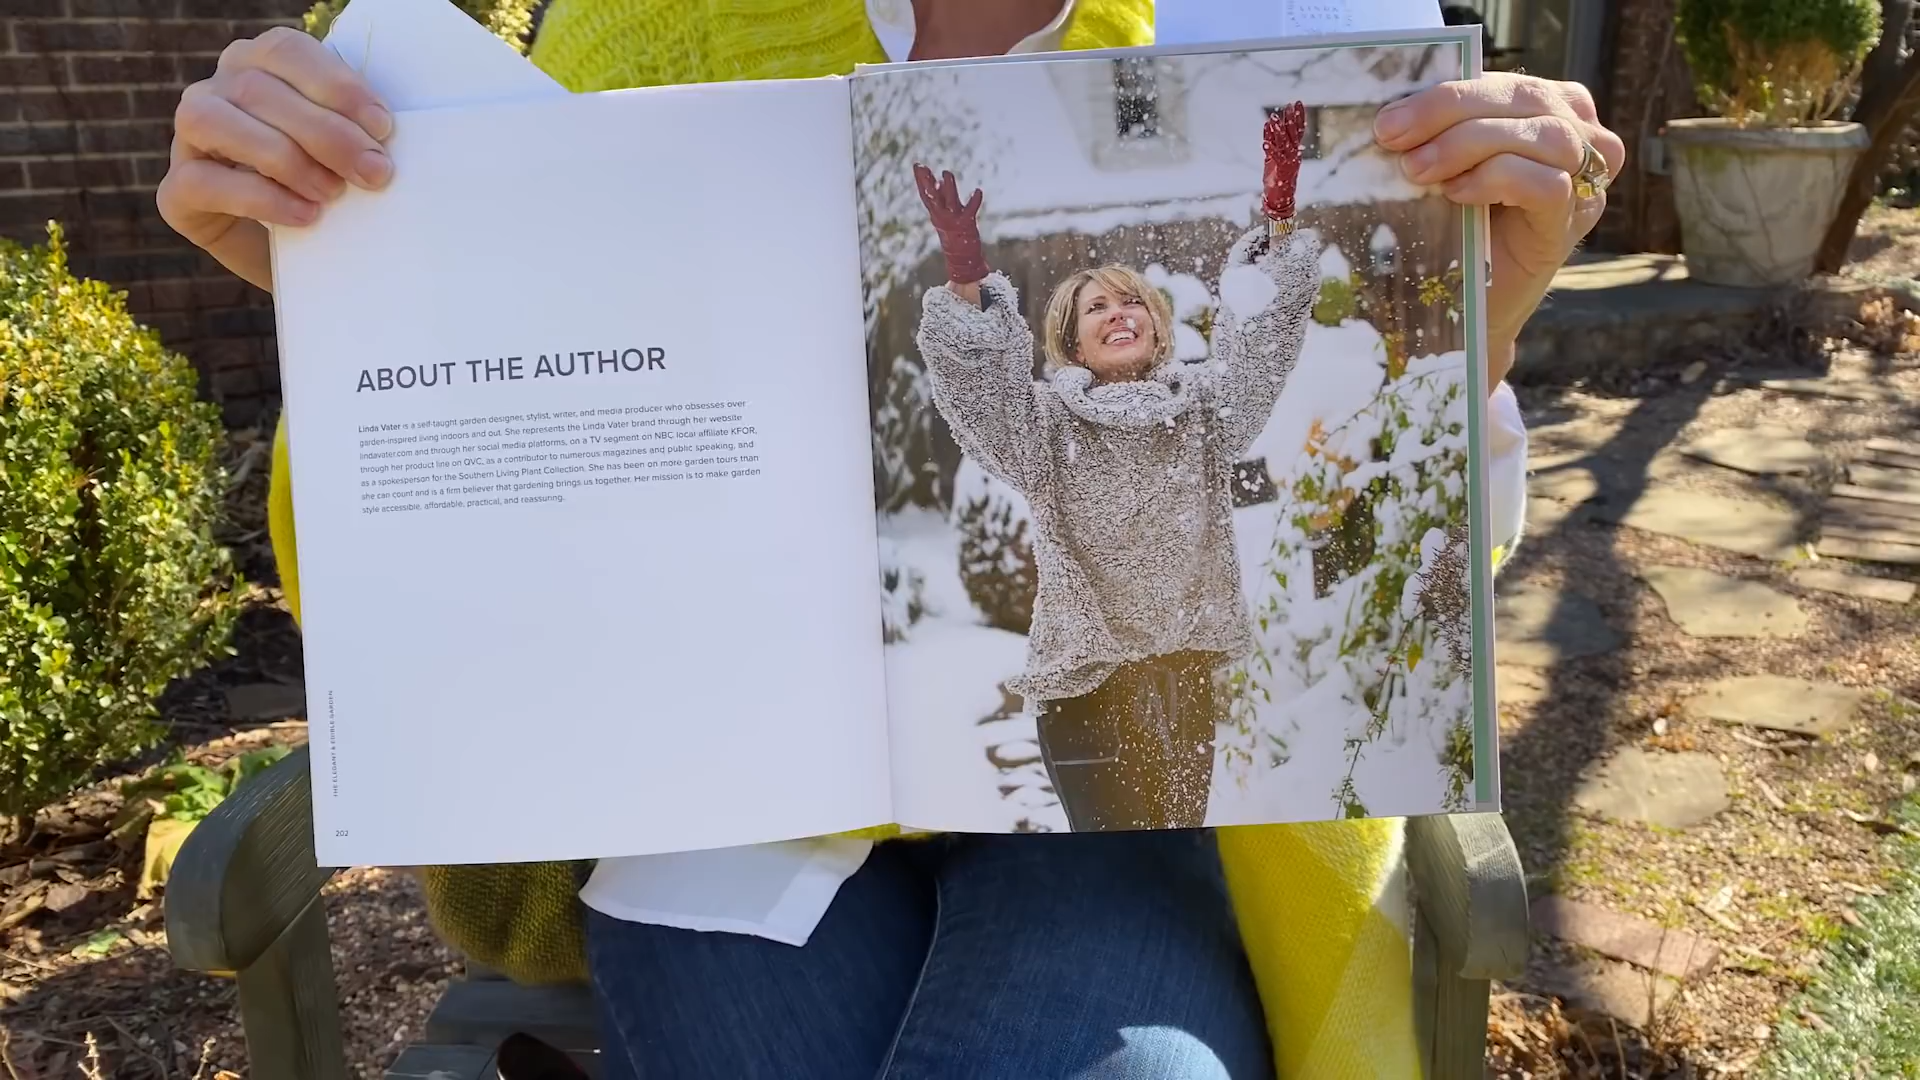 LINDA
VATER
ABOUT THE AUTHOR
Linda Vater is a self-taught garden designer, stylist, writer, and media producer who obsesses over
garden-inspired living indoors and out. She represents the Linda Vater brand through her website
lindavater.com and through her social media platforms, on a TV segment on NBC local affiliate KFOR,
through her product line on QVC, as a contributor to numerous magazines and public speaking, and
as a spokesperson for the Southern Living Plant Collection. She has been on more garden tours than
she can count and is a firm believer that gardening brings us together. Her mission is to make garden
style accessible, affordable, practical, and reassuring.
THE ELEGANT & EDIBLE GARDEN
202